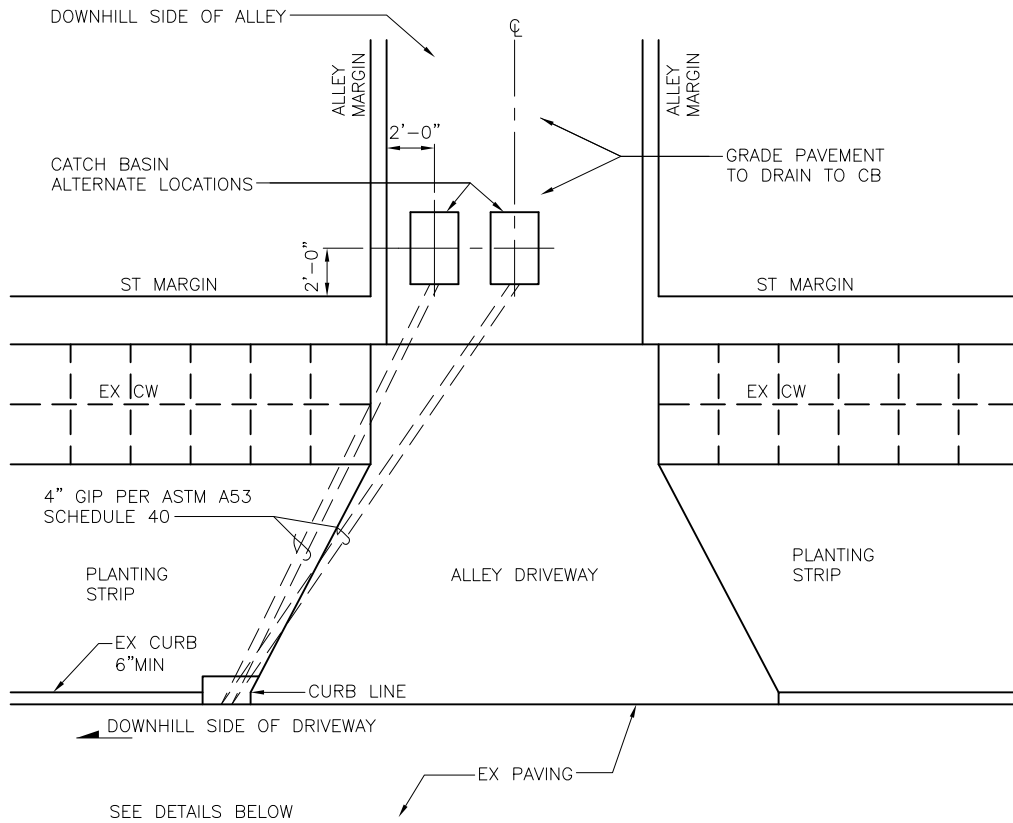 DOWNHILL SIDE OF ALLEY
℄
ALLEY
MARGIN
ALLEY
MARGIN
2'-0"
CATCH BASIN
ALTERNATE LOCATIONS
GRADE PAVEMENT
TO DRAIN TO CB
2'-0"
ST MARGIN
ST MARGIN
EX CW
EX CW
4" GIP PER ASTM A53
SCHEDULE 40
PLANTING
STRIP
ALLEY DRIVEWAY
PLANTING
STRIP
EX CURB
6"MIN
CURB LINE
DOWNHILL SIDE OF DRIVEWAY
EX PAVING
SEE DETAILS BELOW